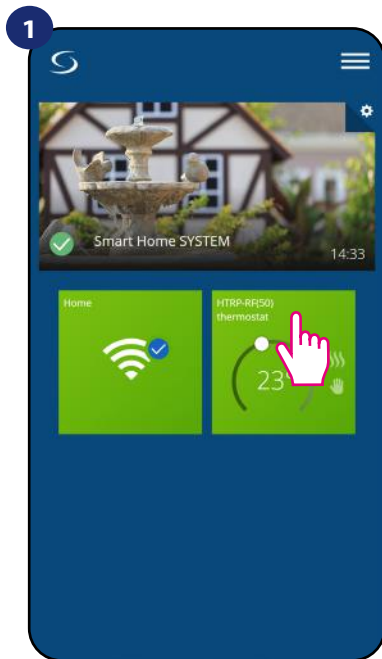 1
Smart Home SYSTEM
14:33
Home
HTRP-RF(50)
thermostat
23°